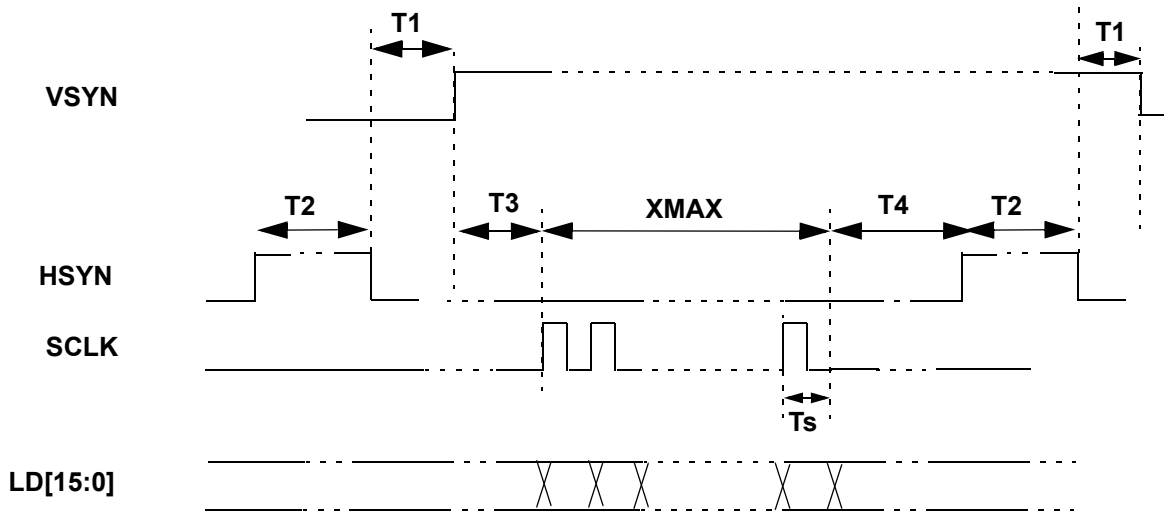 T1
T1
VSYN
T2
T3
XMAX
T4
T2
HSYN
SCLK
Ts
LD[15:0]